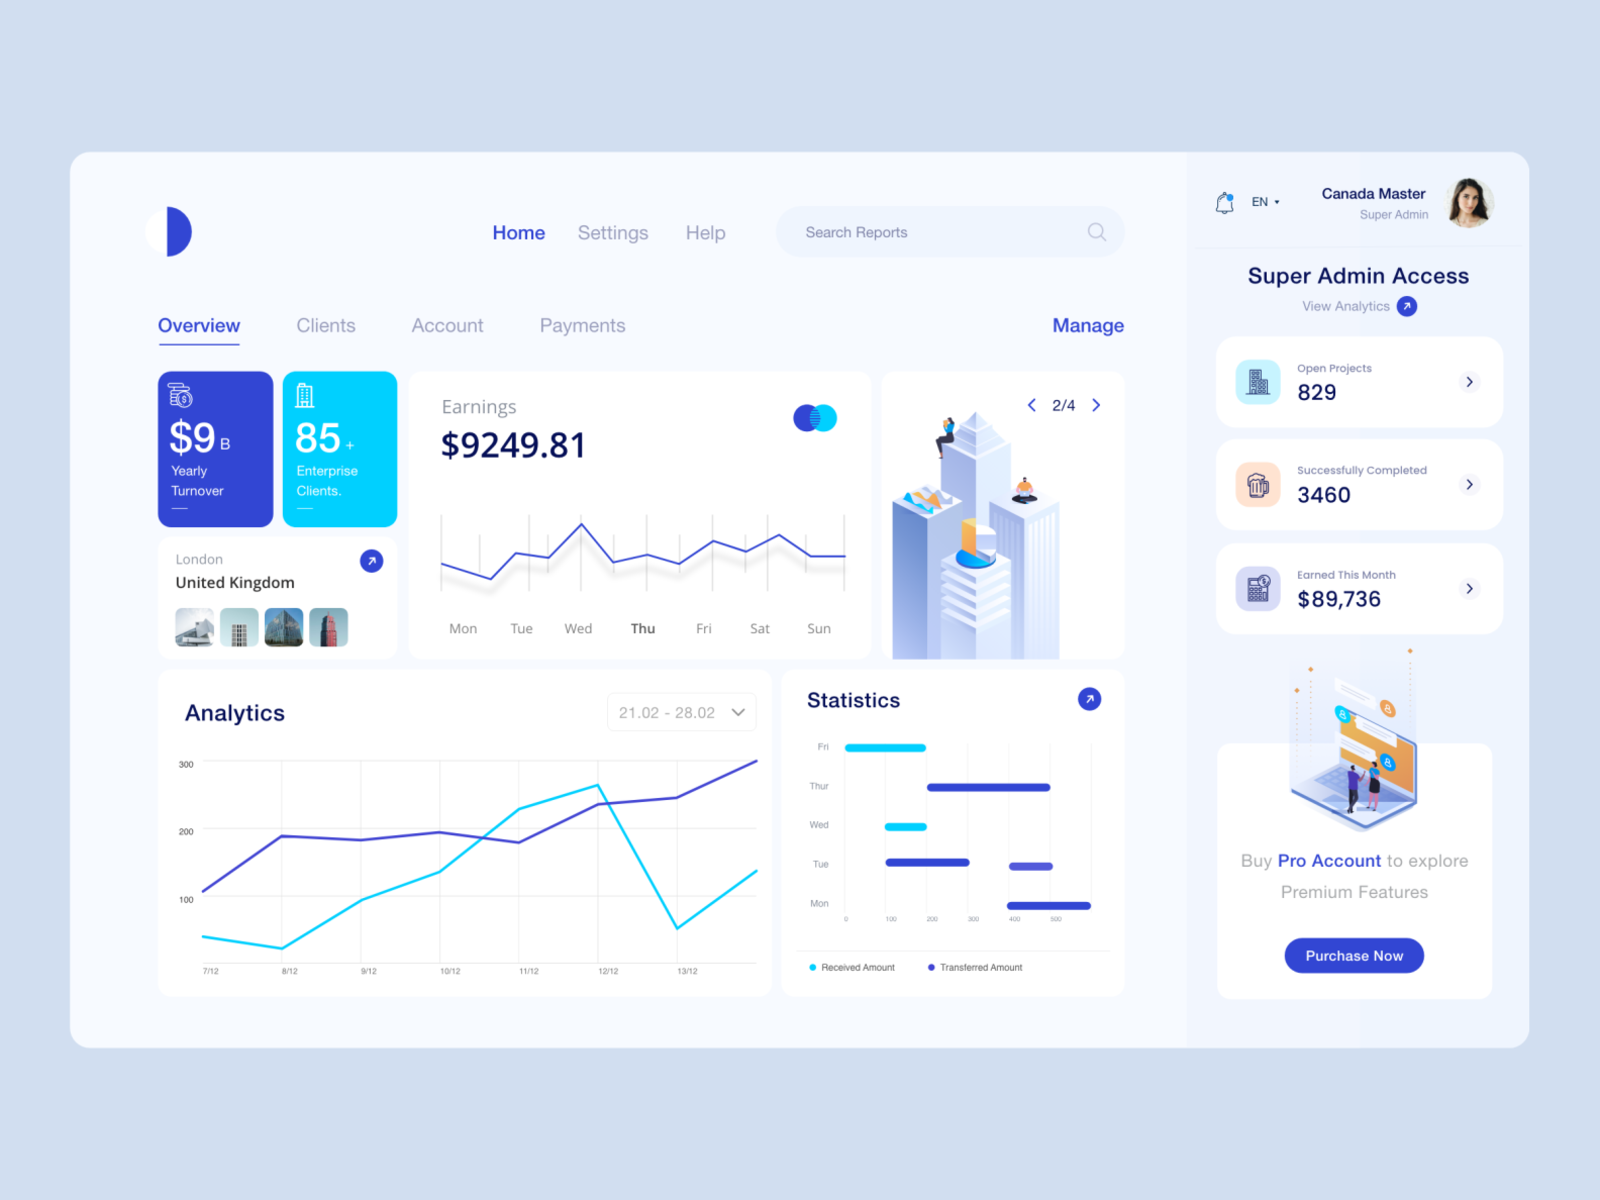 Home
Settings
Help
Search Reports
EN
Canada Master
Super Admin
Overview
Clients
Account
Payments
Manage
Super Admin Access
View Analytics
$9 B
Yearly
Turnover
85 +
Enterprise
Clients.
Earnings
$9249.81
Mon
Tue
Wed
Thu
Fri
Sat
Sun
2/4
London
United Kingdom
Open Projects
829
Successfully Completed
3460
Earned This Month
$89,736
Analytics
21.02 - 28.02
300
200
100
7/12
8/12
9/12
10/12
11/12
12/12
13/12
Statistics
Fri
Thur
Wed
Tue
Mon
0
100
200
300
400
500
Received Amount
Transferred Amount
Buy Pro Account to explore
Premium Features
Purchase Now